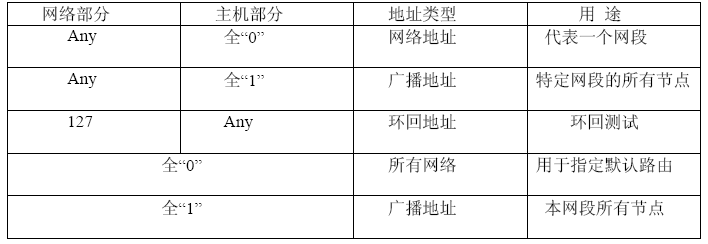 网络部分 主机部分 地址类型 用 途
Any 全“0” 网络地址 代表一个网段
Any 全“1” 广播地址 特定网段的所有节点
127 Any 环回地址 环回测试
全“0” 所有网络 用于指定默认路由
全“1” 广播地址 本网段所有节点